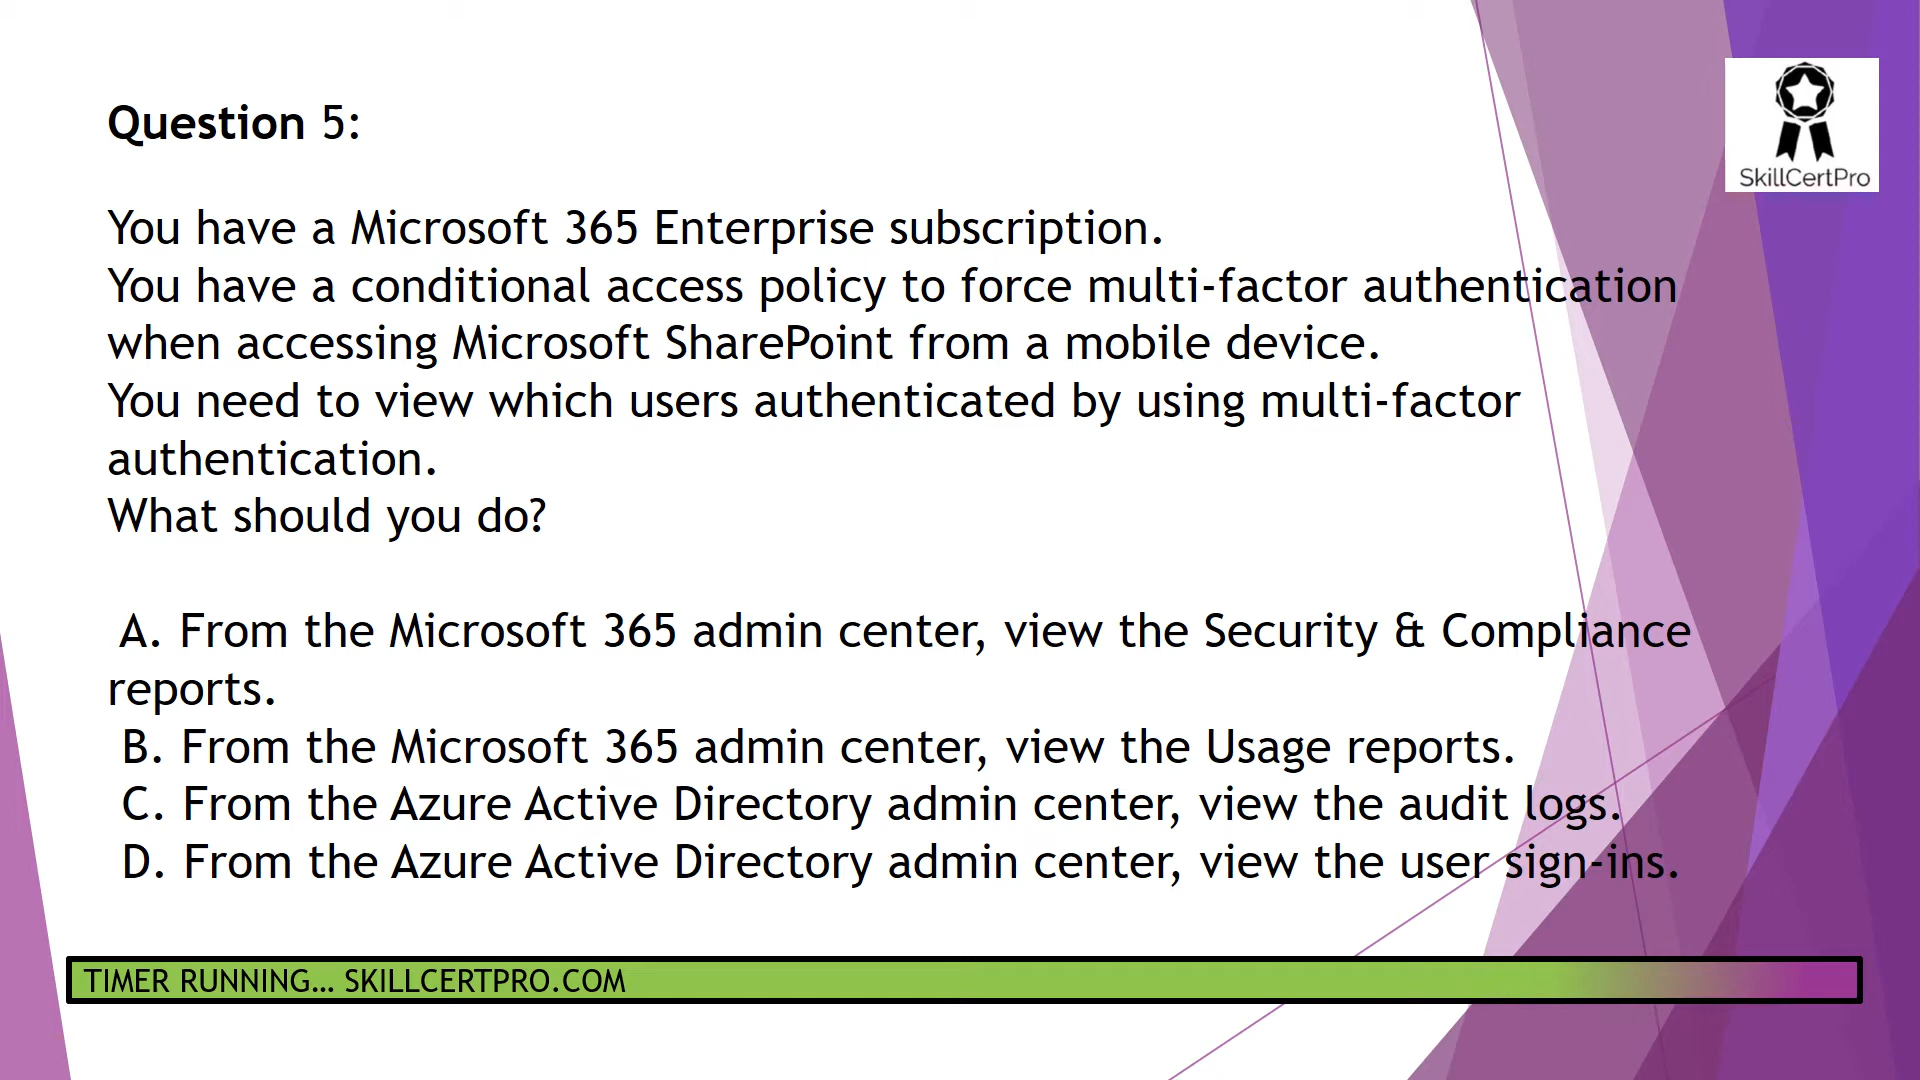 SkillCertPro
Question 5:
You have a Microsoft 365 Enterprise subscription.
You have a conditional access policy to force multi-factor authentication
when accessing Microsoft SharePoint from a mobile device.
You need to view which users authenticated by using multi-factor
authentication.
What should you do?
A. From the Microsoft 365 admin center, view the Security & Compliance
reports.
B. From the Microsoft 365 admin center, view the Usage reports.
C. From the Azure Active Directory admin center, view the audit logs.
D. From the Azure Active Directory admin center, view the user sign-ins.
TIMER RUNNING... SKILLCERTPRO.COM